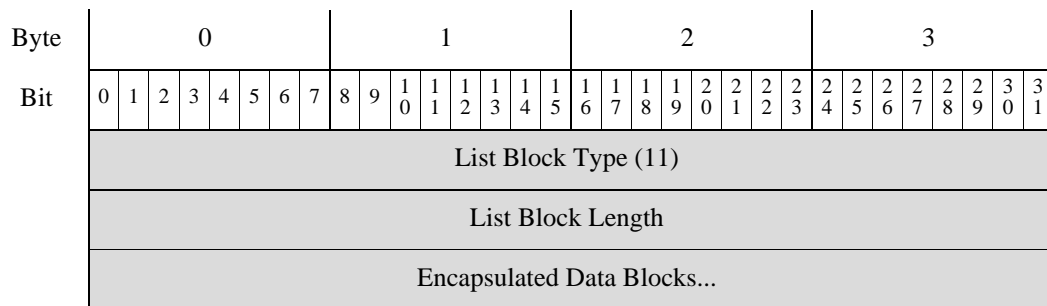 Byte 0 1 2 3
Bit 0 1 2 3 4 5 6 7 8 9 10 11 12 13 14 15 16 17 18 19 20 21 22 23 24 25 26 27 28 29 30 31
List Block Type (11)
List Block Length
Encapsulated Data Blocks...